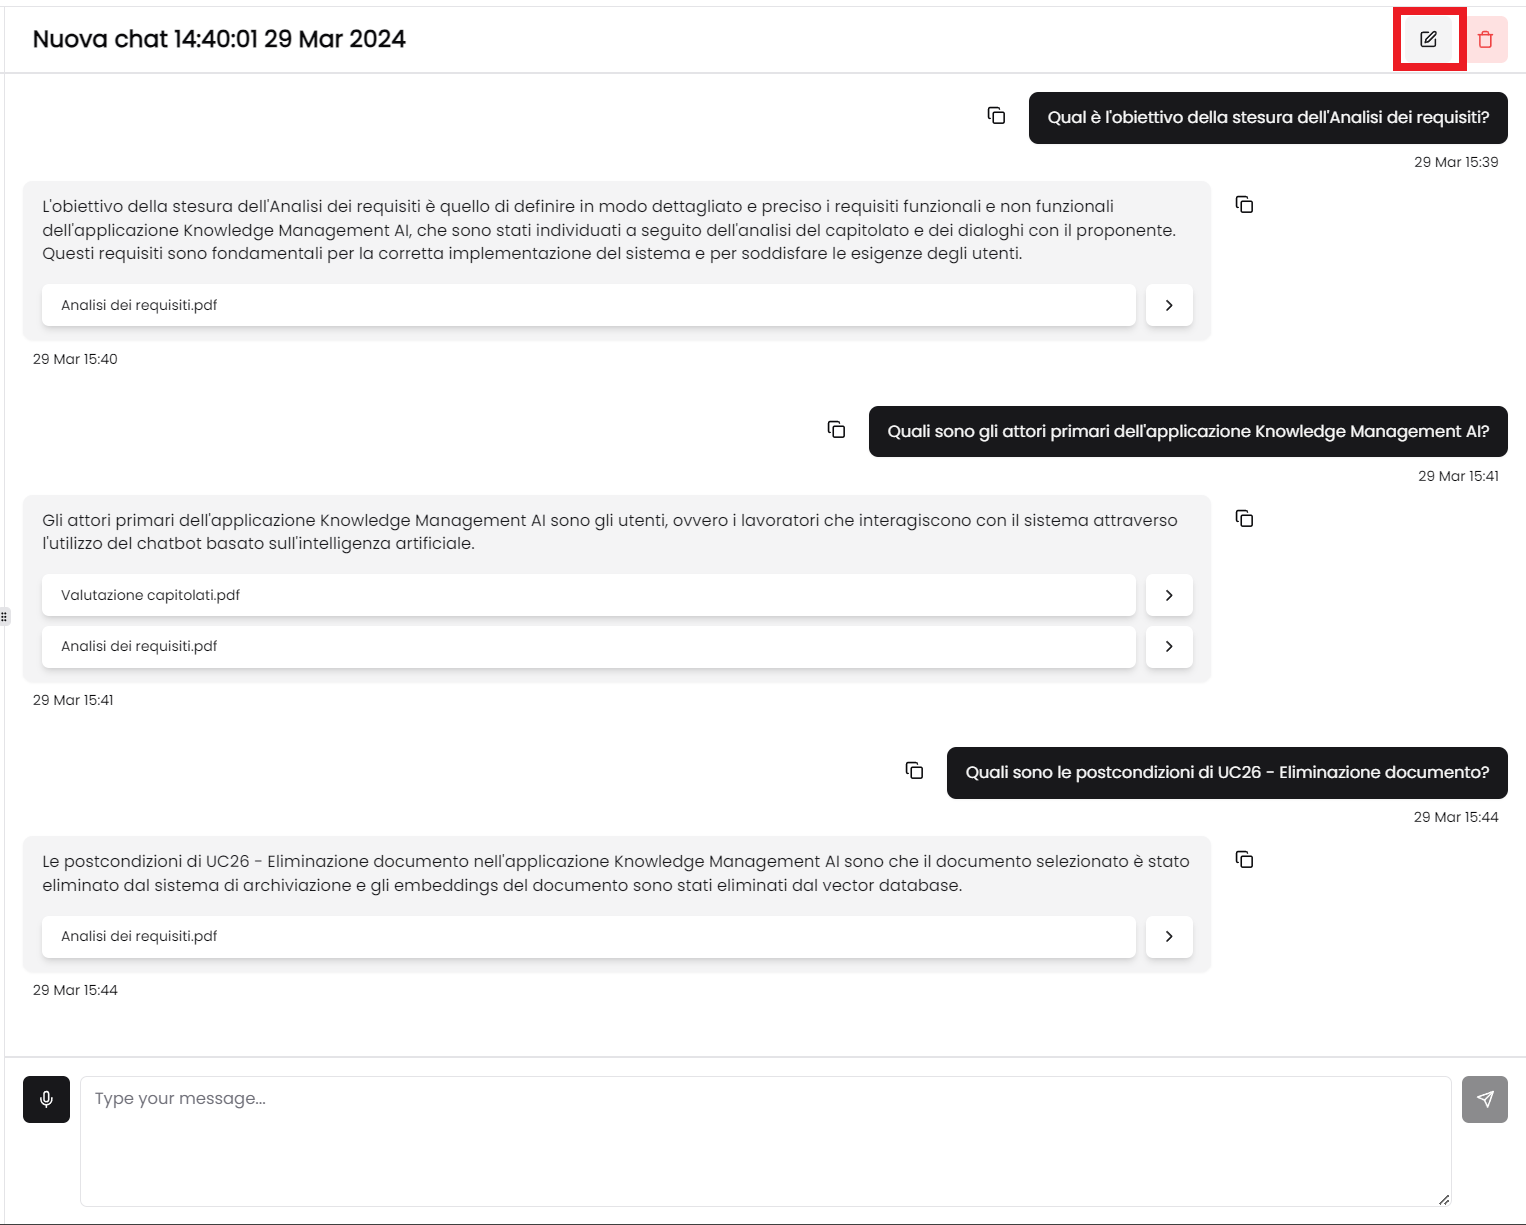 Nuova chat 14:40:01 29 Mar 2024
Qual è l'obiettivo della stesura dell'Analisi dei requisiti?
29 Mar 15:39
L'obiettivo della stesura dell'Analisi dei requisiti è quello di definire in modo dettagliato e preciso i requisiti funzionali e non funzionali
dell'applicazione Knowledge Management AI, che sono stati individuati a seguito dell'analisi del capitolato e dei dialoghi con il proponente.
Questi requisiti sono fondamentali per la corretta implementazione del sistema e per soddisfare le esigenze degli utenti.
Analisi dei requisiti.pdf
29 Mar 15:40
Quali sono gli attori primari dell'applicazione Knowledge Management AI?
29 Mar 15:41
Gli attori primari dell'applicazione Knowledge Management AI sono gli utenti, ovvero i lavoratori che interagiscono con il sistema attraverso
l'utilizzo del chatbot basato sull'intelligenza artificiale.
Valutazione capitolati.pdf
Analisi dei requisiti.pdf
29 Mar 15:41
Quali sono le postcondizioni di UC26 - Eliminazione documento?
29 Mar 15:44
Le postcondizioni di UC26 - Eliminazione documento nell'applicazione Knowledge Management AI sono che il documento selezionato è stato
eliminato dal sistema di archiviazione e gli embeddings del documento sono stati eliminati dal vector database.
Analisi dei requisiti.pdf
29 Mar 15:44
Type your message...